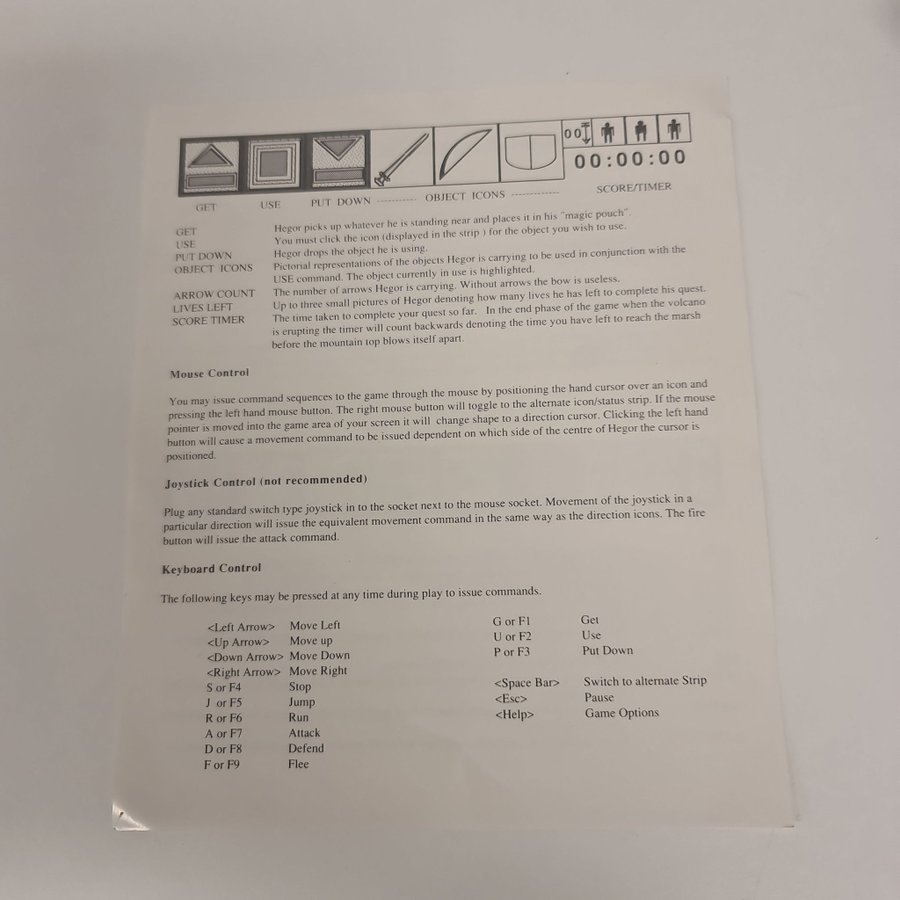 00
00:00:00
GET USE PUT DOWN ---------- OBJECT ICONS ------------ SCORE/TIMER
GET Hegor picks up whatever he is standing near and places it in his "magic pouch".
USE You must click the icon (displayed in the strip ) for the object you wish to use.
PUT DOWN Hegor drops the object he is using.
OBJECT ICONS Pictorial representations of the objects Hegor is carrying to be used in conjunction with the
USE command. The object currently in use is highlighted.
ARROW COUNT The number of arrows Hegor is carrying. Without arrows the bow is useless.
LIVES LEFT Up to three small pictures of Hegor denoting how many lives he has left to complete his quest.
SCORE TIMER The time taken to complete your quest so far. In the end phase of the game when the volcano
is erupting the timer will count backwards denoting the time you have left to reach the marsh
before the mountain top blows itself apart.
Mouse Control
You may issue command sequences to the game through the mouse by positioning the hand cursor over an icon and
pressing the left hand mouse button. The right mouse button will toggle to the alternate icon/status strip. If the mouse
pointer is moved into the game area of your screen it will change shape to a direction cursor. Clicking the left hand
button will cause a movement command to be issued dependent on which side of the centre of Hegor the cursor is
positioned.
Joystick Control (not recommended)
Plug any standard switch type joystick in to the socket next to the mouse socket. Movement of the joystick in a
particular direction will issue the equivalent movement command in the same way as the direction icons. The fire
button will issue the attack command.
Keyboard Control
The following keys may be pressed at any time during play to issue commands.
<Left Arrow> Move Left
<Up Arrow> Move up
<Down Arrow> Move Down
<Right Arrow> Move Right
S or F4 Stop
J or F5 Jump
R or F6 Run
A or F7 Attack
D or F8 Defend
F or F9 Flee
G or F1 Get
U or F2 Use
P or F3 Put Down
<Space Bar> Switch to alternate Strip
<Esc> Pause
<Help> Game Options